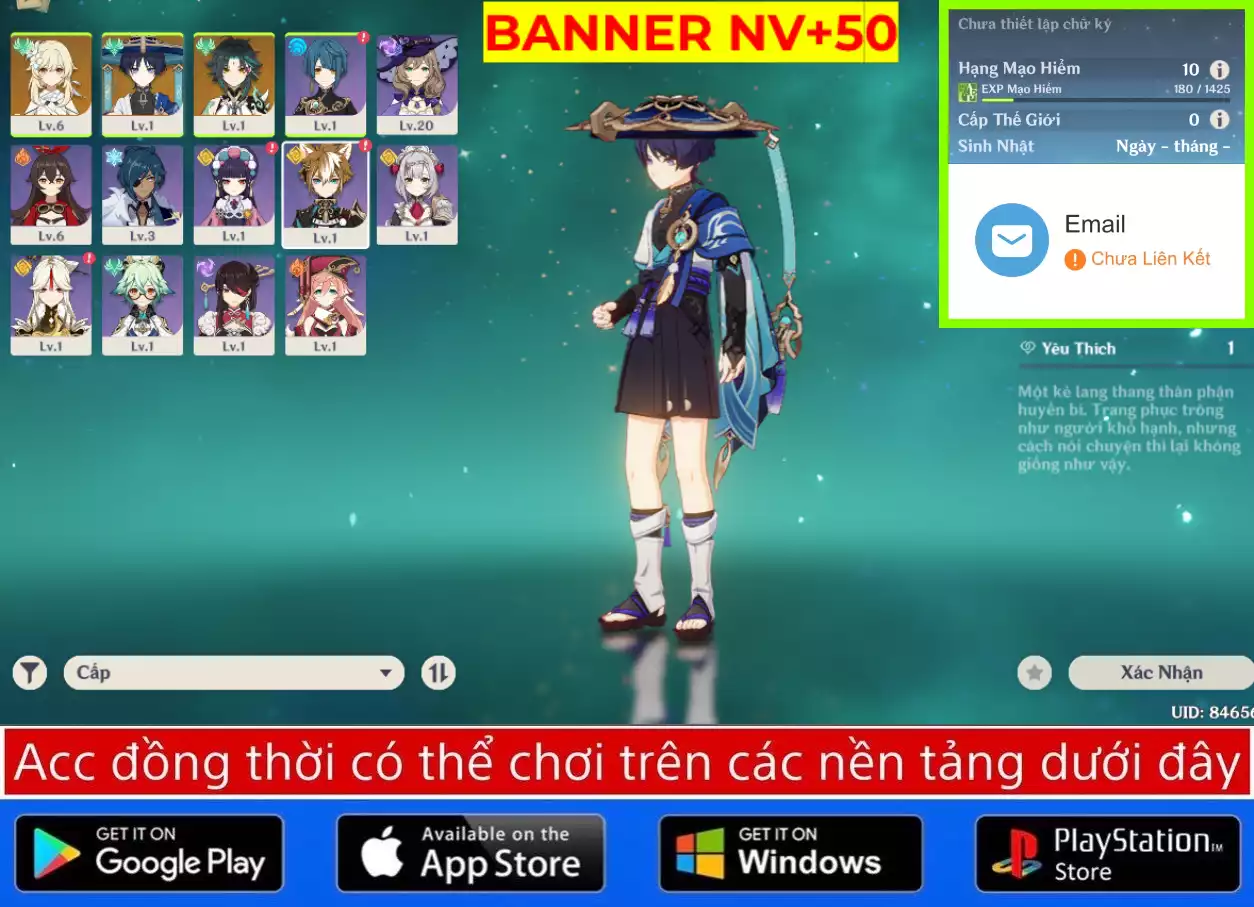 BANNER NV+50
Chưa thiết lập chữ ký
Hạng Mạo Hiểm 10
EXP Mạo Hiểm 180 / 1425
Cấp Thế Giới 0
Sinh Nhật Ngày - tháng -
Email
Chưa Liên Kết
Lv.6 Lv.1 Lv.1 Lv.1 Lv.20
Lv.6 Lv.3 Lv.1 Lv.1 Lv.1
Lv.1 Lv.1 Lv.1 Lv.1
Yêu Thích 1
Một kẻ lang thang thân phận
huyền bí. Trang phục trông
như người khổ hạnh, nhưng
cách nói chuyện thì lại không
giống như vậy.
Cấp
Xác Nhận
UID: 84656
Acc đồng thời có thể chơi trên các nền tảng dưới đây
GET IT ON
Google Play
Available on the
App Store
GET IT ON
Windows
PlayStation™
Store